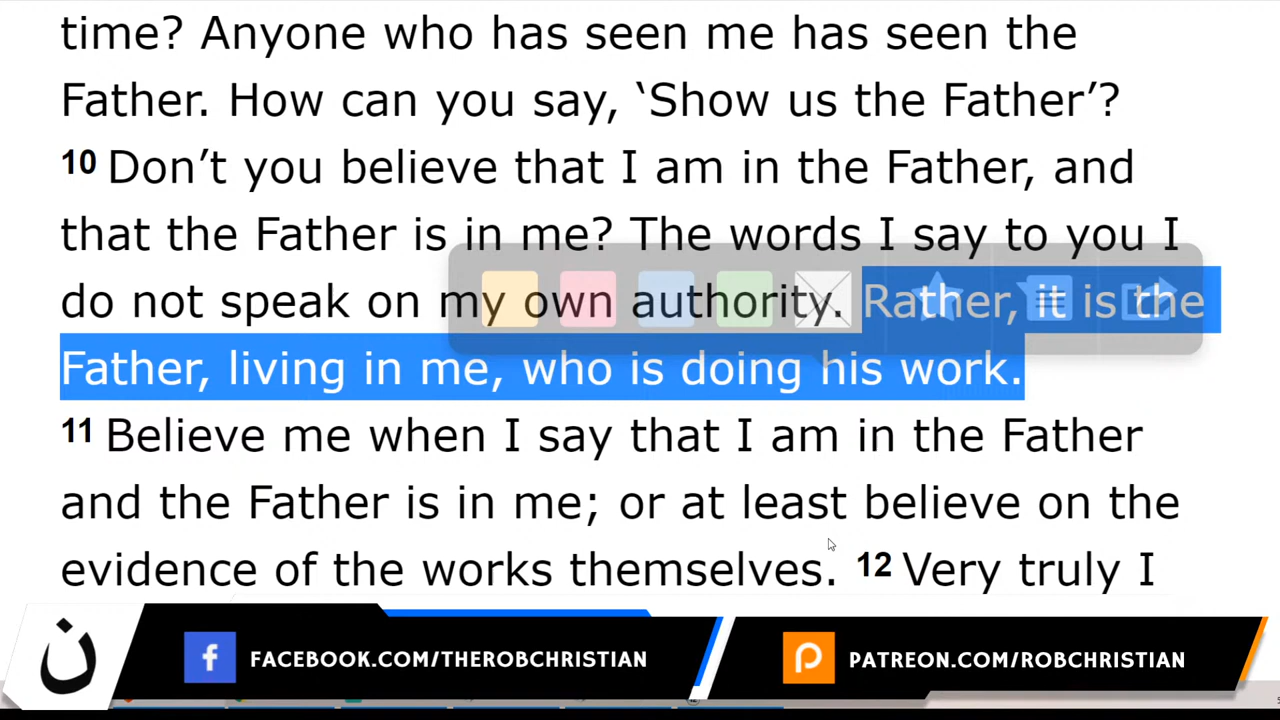 time? Anyone who has seen me has seen the
Father. How can you say, ‘Show us the Father’?
10 Don’t you believe that I am in the Father, and
that the Father is in me? The words I say to you I
do not speak on my own authority. Rather, it is the
Father, living in me, who is doing his work.
11 Believe me when I say that I am in the Father
and the Father is in me; or at least believe on the
evidence of the works themselves. 12 Very truly I
ن
f FACEBOOK.COM/THEROBCHRISTIAN
P PATREON.COM/ROBCHRISTIAN